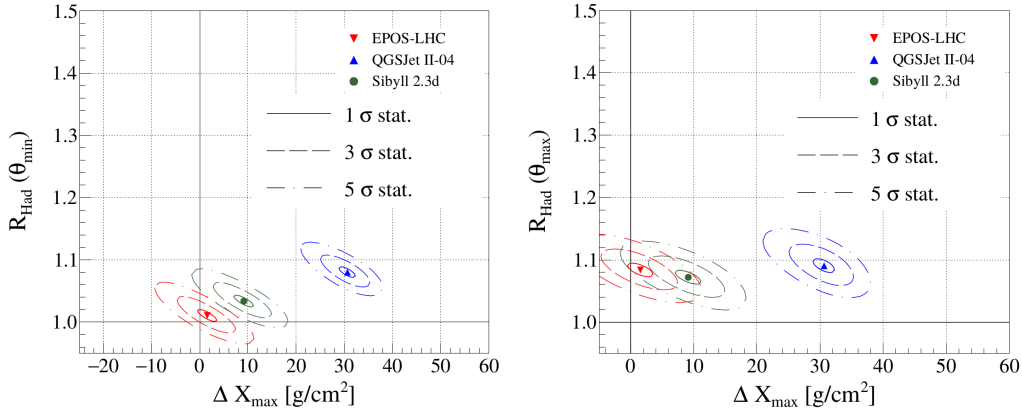 1.5
1.4
1.3
1.2
1.1
1.0
R_Had (θ_min)
EPOS-LHC
QGSJet II-04
Sibyll 2.3d
1 σ stat.
3 σ stat.
5 σ stat.
−20 −10 0 10 20 30 40 50 60
Δ X_max [g/cm²]
1.5
1.4
1.3
1.2
1.1
1.0
R_Had (θ_max)
EPOS-LHC
QGSJet II-04
Sibyll 2.3d
1 σ stat.
3 σ stat.
5 σ stat.
0 10 20 30 40 50 60
Δ X_max [g/cm²]